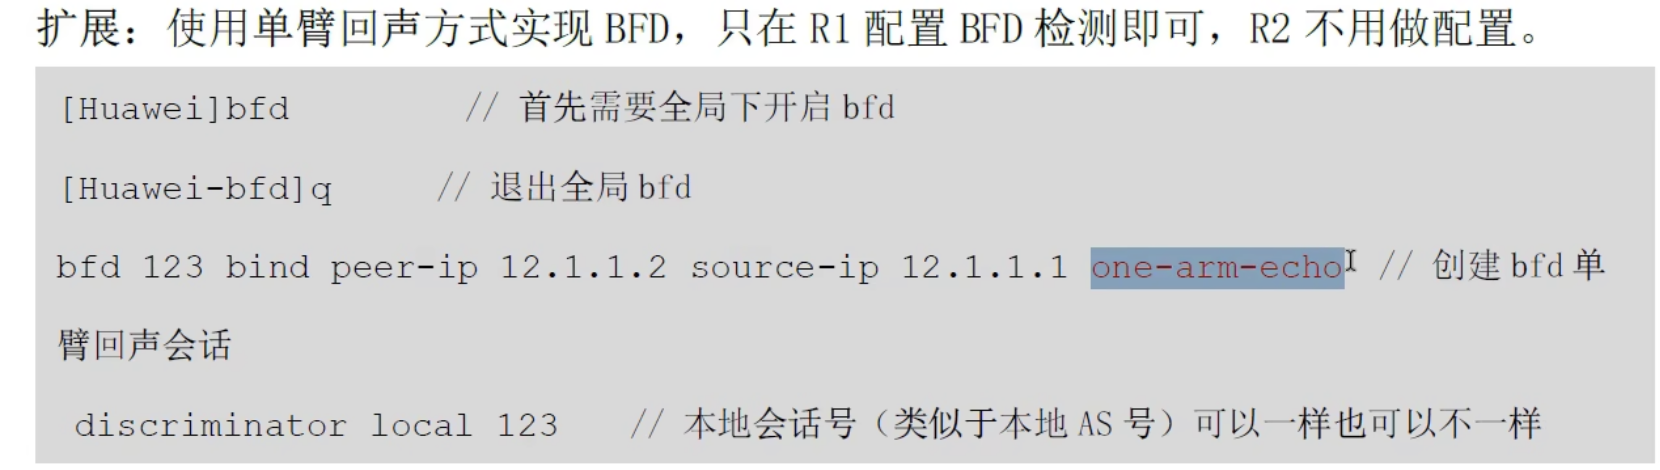 扩展：使用单臂回声方式实现 BFD，只在 R1 配置 BFD 检测即可，R2 不用做配置。
[Huawei]bfd // 首先需要全局下开启 bfd
[Huawei-bfd]q // 退出全局 bfd
bfd 123 bind peer-ip 12.1.1.2 source-ip 12.1.1.1 one-arm-echo // 创建 bfd 单
臂回声会话
discriminator local 123 // 本地会话号（类似于本地 AS 号）可以一样也可以不一样